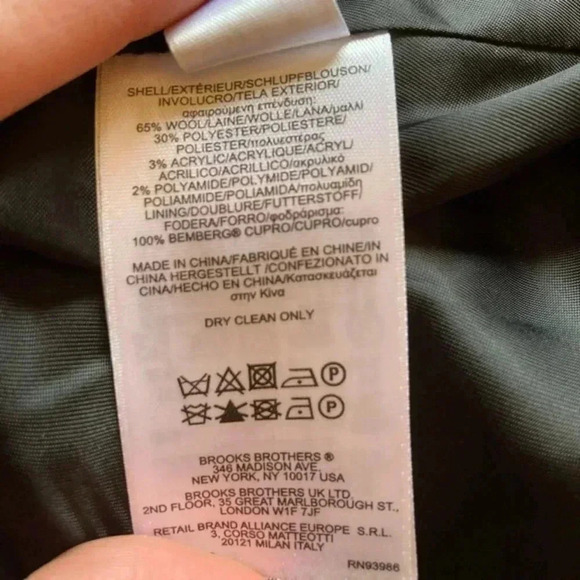 SHELL/EXTÉRIEUR/SCHLUPFBLOUSON/
INVOLUCRO/TELA EXTERIOR/
αφαιρούμενη επένδυση:
65% WOOL/LAINE/WOLLE/LANA/μαλλί
30% POLYESTER/POLIESTERE/
POLIESTER/πολυεστέρας
3% ACRYLIC/ACRYLIQUE/ACRYL/
ACRILICO/ACRILLICO/ακρυλικό
2% POLYAMIDE/POLYMIDE/POLYAMID/
POLIAMMIDE/POLIAMIDA/πολυαμίδη
LINING/DOUBLURE/FUTTERSTOFF/
FODERA/FORRO/φοδράρισμα:
100% BEMBERG® CUPRO/CUPRO/cupro
MADE IN CHINA/FABRIQUÉ EN CHINE/IN
CHINA HERGESTELLT /CONFEZIONATO IN
CINA/HECHO EN CHINA/Κατασκευάζεται
στην Κίνα
DRY CLEAN ONLY
P
P
BROOKS BROTHERS ®
346 MADISON AVE,
NEW YORK, NY 10017 USA
BROOKS BROTHERS UK LTD,
2ND FLOOR, 35 GREAT MARLBOROUGH ST.,
LONDON W1F 7JF
RETAIL BRAND ALLIANCE EUROPE S.R.L.
3, CORSO MATTEOTTI
20121 MILAN ITALY
RN93986